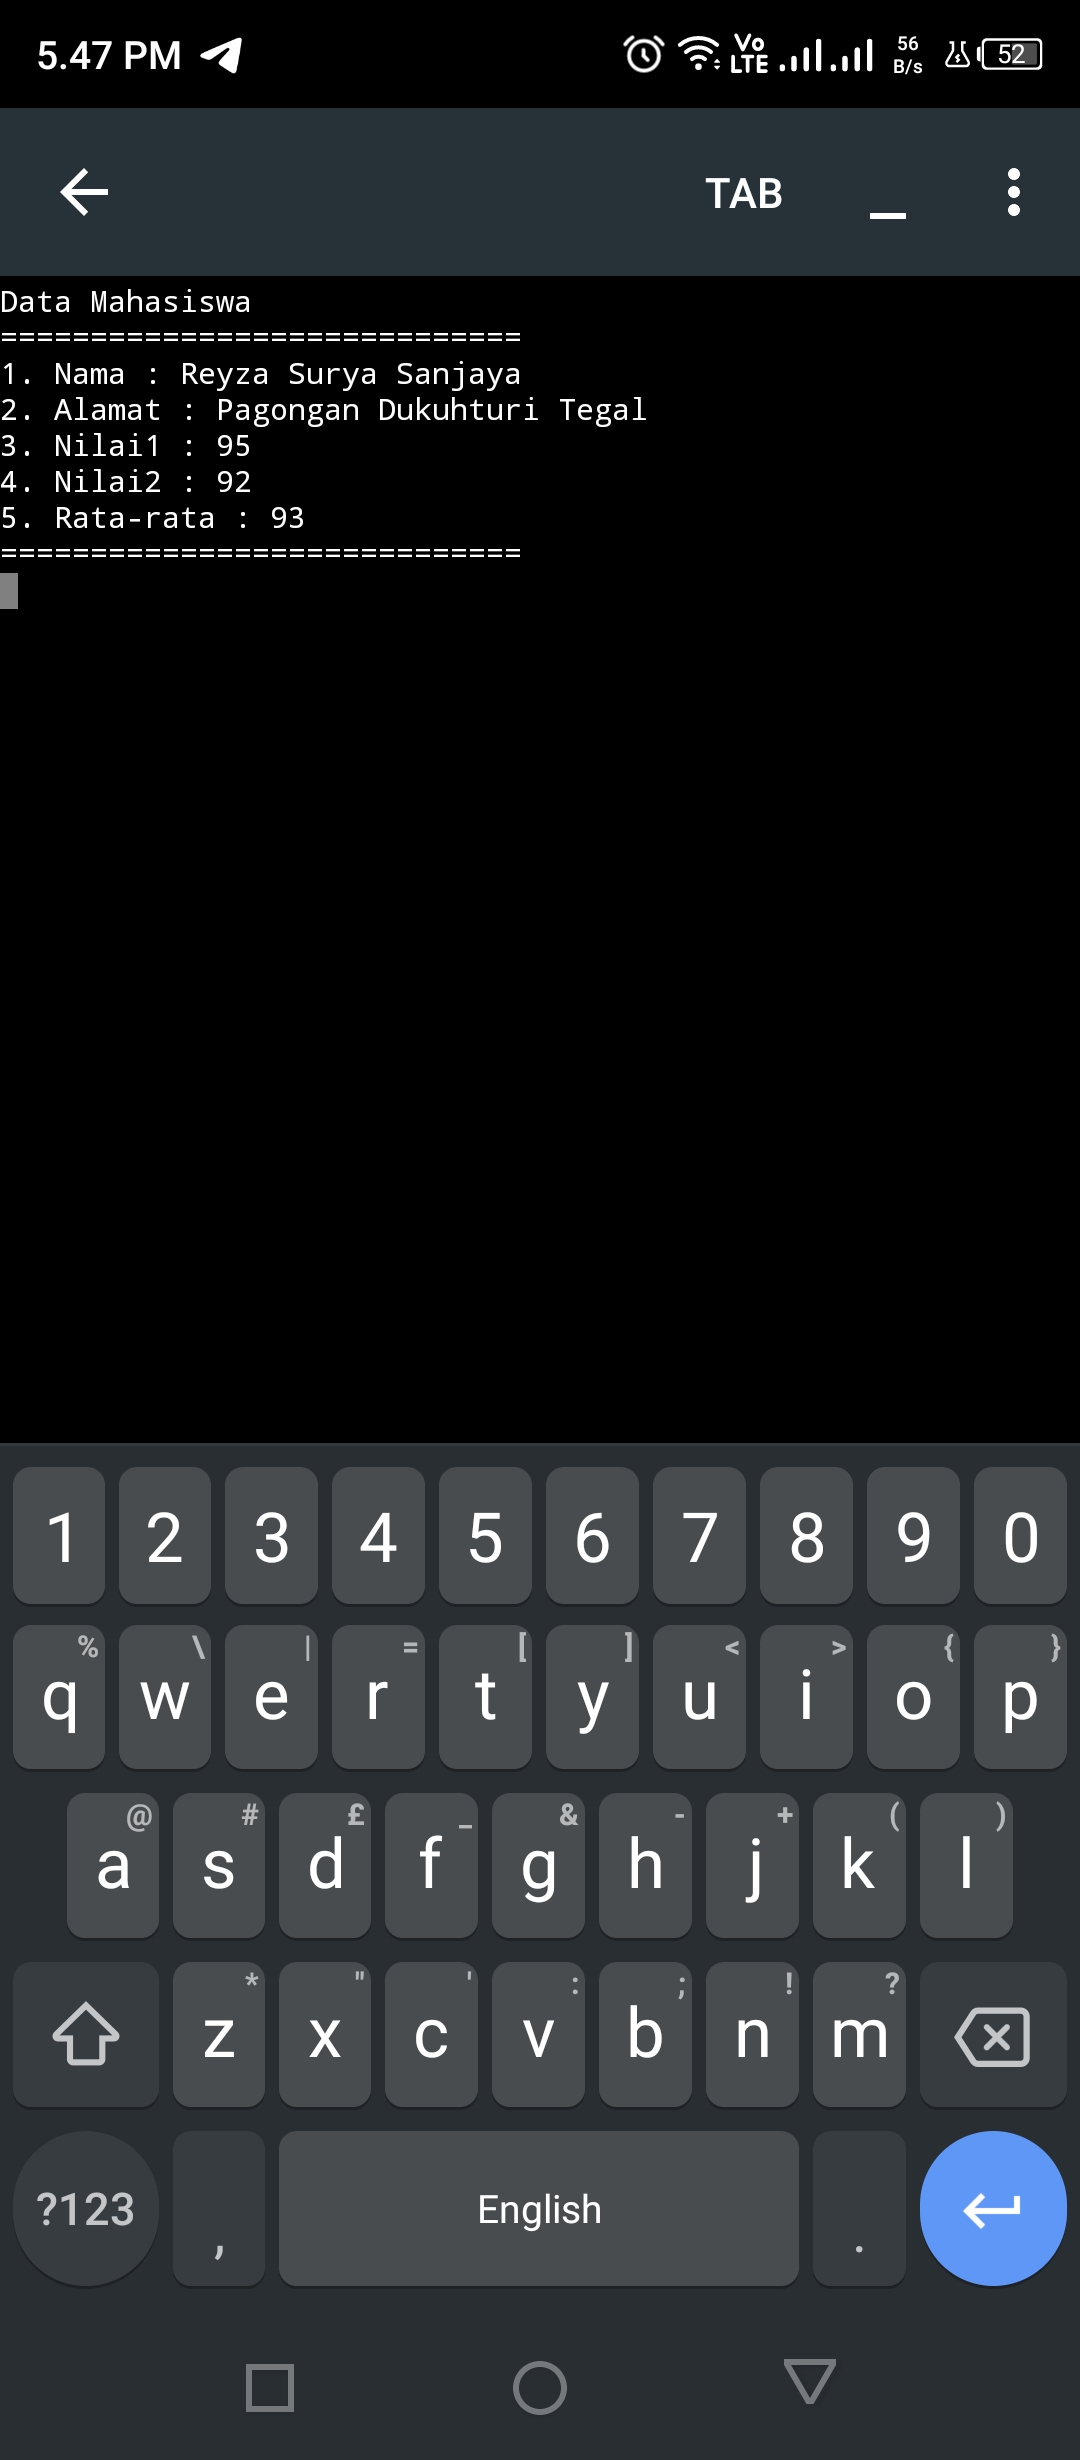 5.47 PM Vo LTE 56 B/s 52
TAB _
Data Mahasiswa
=============================
1. Nama : Reyza Surya Sanjaya
2. Alamat : Pagongan Dukuhturi Tegal
3. Nilai1 : 95
4. Nilai2 : 92
5. Rata-rata : 93
=============================
1 2 3 4 5 6 7 8 9 0
% \ | = [ ] < > { }
q w e r t y u i o p
@ # £ _ & - + ( )
a s d f g h j k l
* " ' : ; ! ?
z x c v b n m
?123 , English .